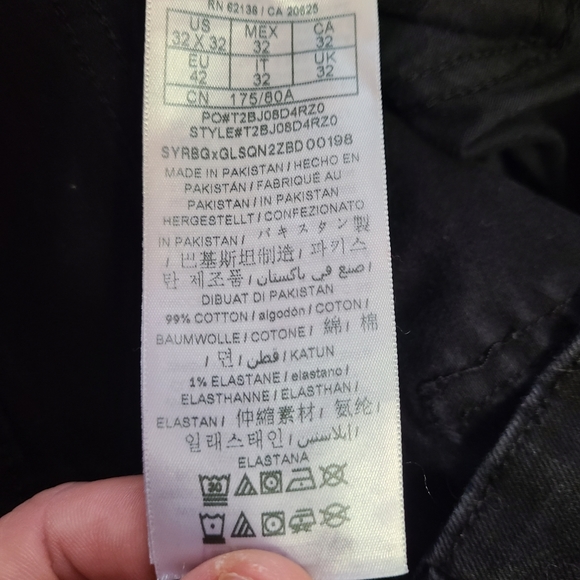 RN 62138 / CA 20625
US MEX CA
32 X 32 32 32
EU IT UK
42 32 32
CN 175/80A
PO#T2BJ08D4RZ0
STYLE#T2BJ08D4RZ0
SYRBGxGLSQN2ZBD00198
MADE IN PAKISTAN / HECHO EN
PAKISTÁN / FABRIQUÉ AU
PAKISTAN / IN PAKISTAN
HERGESTELLT / CONFEZIONATO
IN PAKISTAN / パキスタン製
/ 巴基斯坦制造 / 파키스
탄 제조품 / صنع في باكستان /
DIBUAT DI PAKISTAN
99% COTTON / algodón / COTON /
BAUMWOLLE / COTONE / 綿 / 棉
/ 면 / قطن / KATUN
1% ELASTANE / elastano /
ELASTHANNE / ELASTHAN /
ELASTAN / 伸縮素材 / 氨纶 /
일래스태인 / إيلاستين /
ELASTANA
30